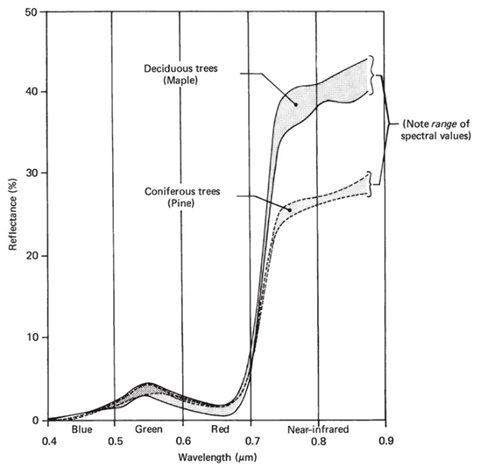 50
40
30
20
10
0
Reflectance (%)
Deciduous trees
(Maple)
Coniferous trees
(Pine)
(Note range of
spectral values)
0.4 0.5 0.6 0.7 0.8 0.9
Blue Green Red Near-infrared
Wavelength (μm)